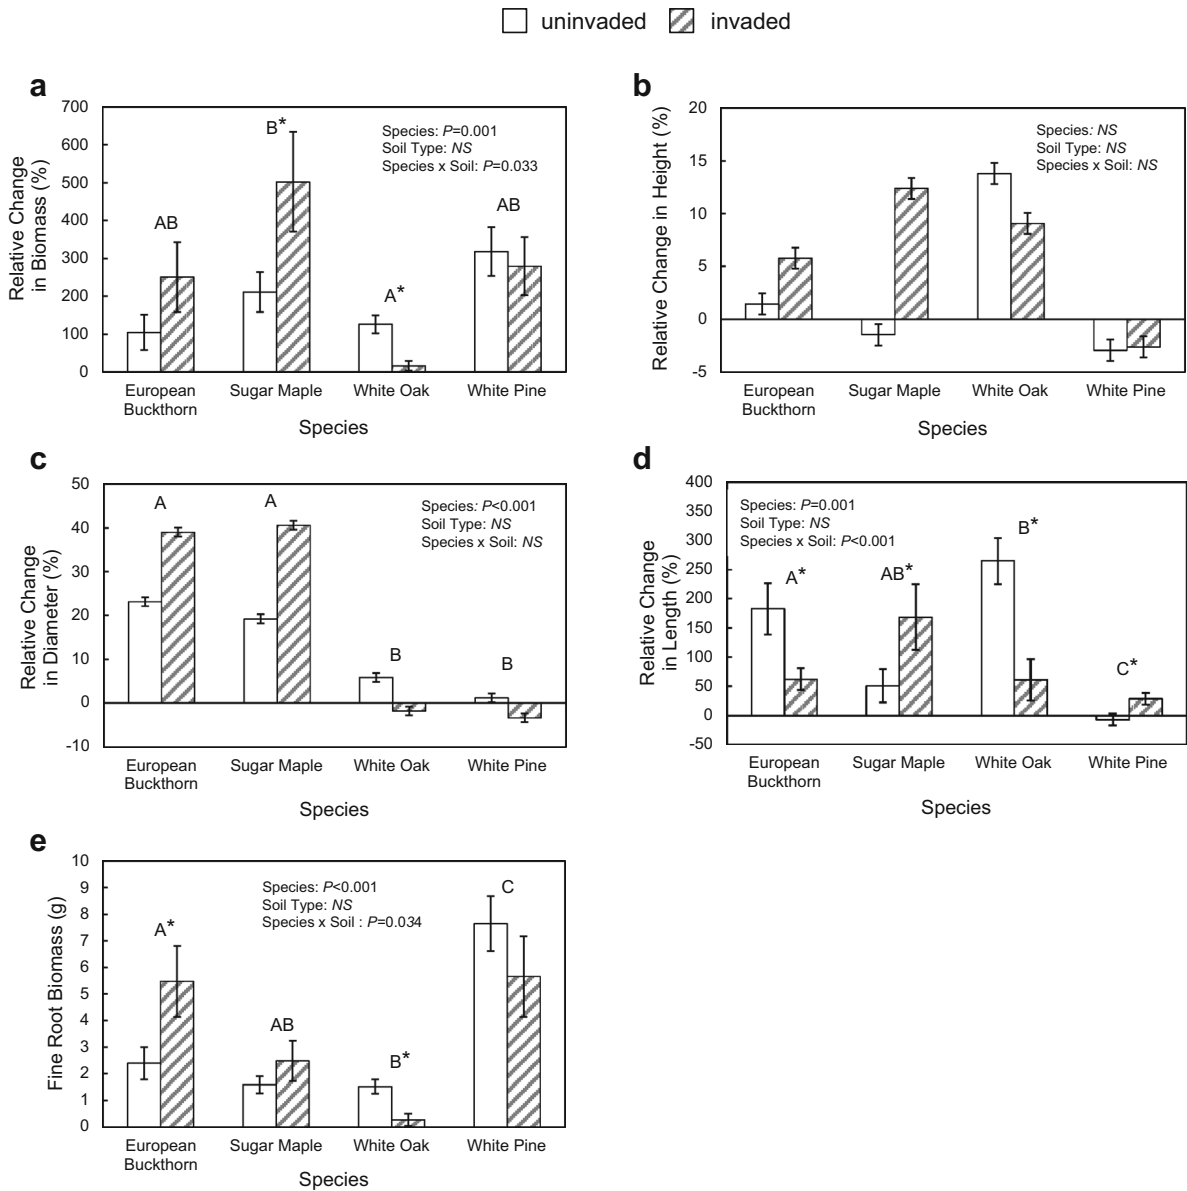 uninvaded invaded
a
700
600
500
400
300
200
100
0
Relative Change
in Biomass (%)
Species: P=0.001
Soil Type: NS
Species x Soil: P=0.033
AB
B*
A*
AB
European
Buckthorn
Sugar Maple
White Oak
White Pine
Species
b
20
15
10
5
0
-5
Relative Change in Height (%)
Species: NS
Soil Type: NS
Species x Soil: NS
European
Buckthorn
Sugar Maple
White Oak
White Pine
Species
c
50
40
30
20
10
0
-10
Relative Change
in Diameter (%)
Species: P<0.001
Soil Type: NS
Species x Soil: NS
A
A
B
B
European
Buckthorn
Sugar Maple
White Oak
White Pine
Species
d
400
350
300
250
200
150
100
50
0
-50
Relative Change
in Length (%)
Species: P=0.001
Soil Type: NS
Species x Soil: P<0.001
A*
AB*
B*
C*
European
Buckthorn
Sugar Maple
White Oak
White Pine
Species
e
10
9
8
7
6
5
4
3
2
1
0
Fine Root Biomass (g)
Species: P<0.001
Soil Type: NS
Species x Soil : P=0.034
A*
AB
B*
C
European
Buckthorn
Sugar Maple
White Oak
White Pine
Species